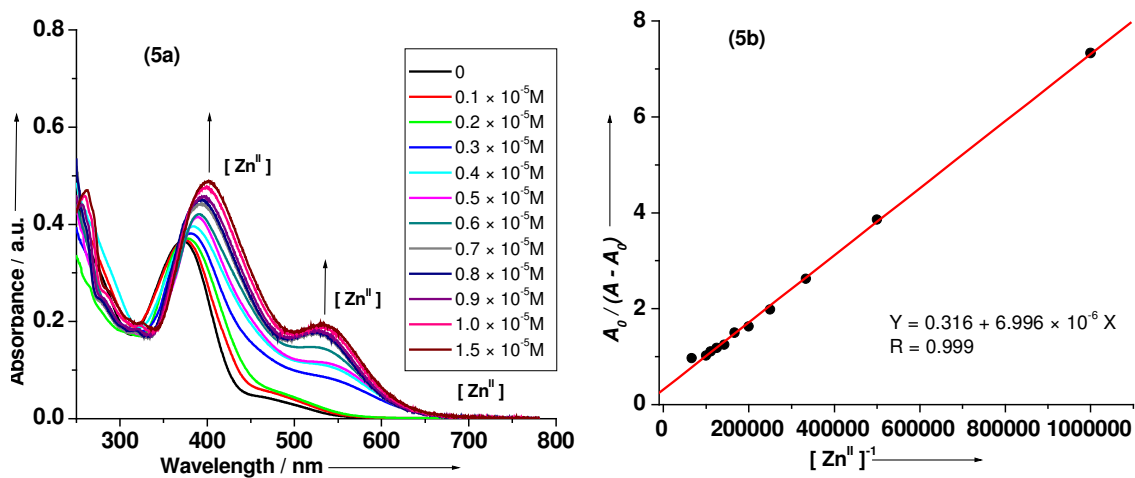 (5a)
0.8
0.6
0.4
0.2
0.0
300 400 500 600 700 800
Absorbance / a.u.
Wavelength / nm
[ Zn^II ]
[ Zn^II ]
0
0.1 × 10^-5M
0.2 × 10^-5M
0.3 × 10^-5M
0.4 × 10^-5M
0.5 × 10^-5M
0.6 × 10^-5M
0.7 × 10^-5M
0.8 × 10^-5M
0.9 × 10^-5M
1.0 × 10^-5M
1.5 × 10^-5M
[ Zn^II ]
(5b)
8
6
4
2
0
0 200000 400000 600000 800000 1000000
A₀ / (A - A₀)
[ Zn^II ]^-1
Y = 0.316 + 6.996 × 10^-6 X
R = 0.999